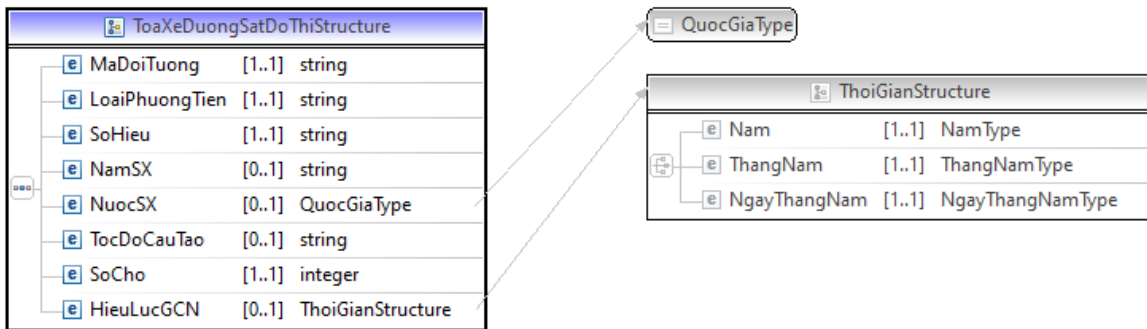 ToaXeDuongSatDoThiStructure
e MaDoiTuong [1..1] string
e LoaiPhuongTien [1..1] string
e SoHieu [1..1] string
e NamSX [0..1] string
e NuocSX [0..1] QuocGiaType
e TocDoCauTao [0..1] string
e SoCho [1..1] integer
e HieuLucGCN [0..1] ThoiGianStructure
QuocGiaType
ThoiGianStructure
e Nam [1..1] NamType
e ThangNam [1..1] ThangNamType
e NgayThangNam [1..1] NgayThangNamType